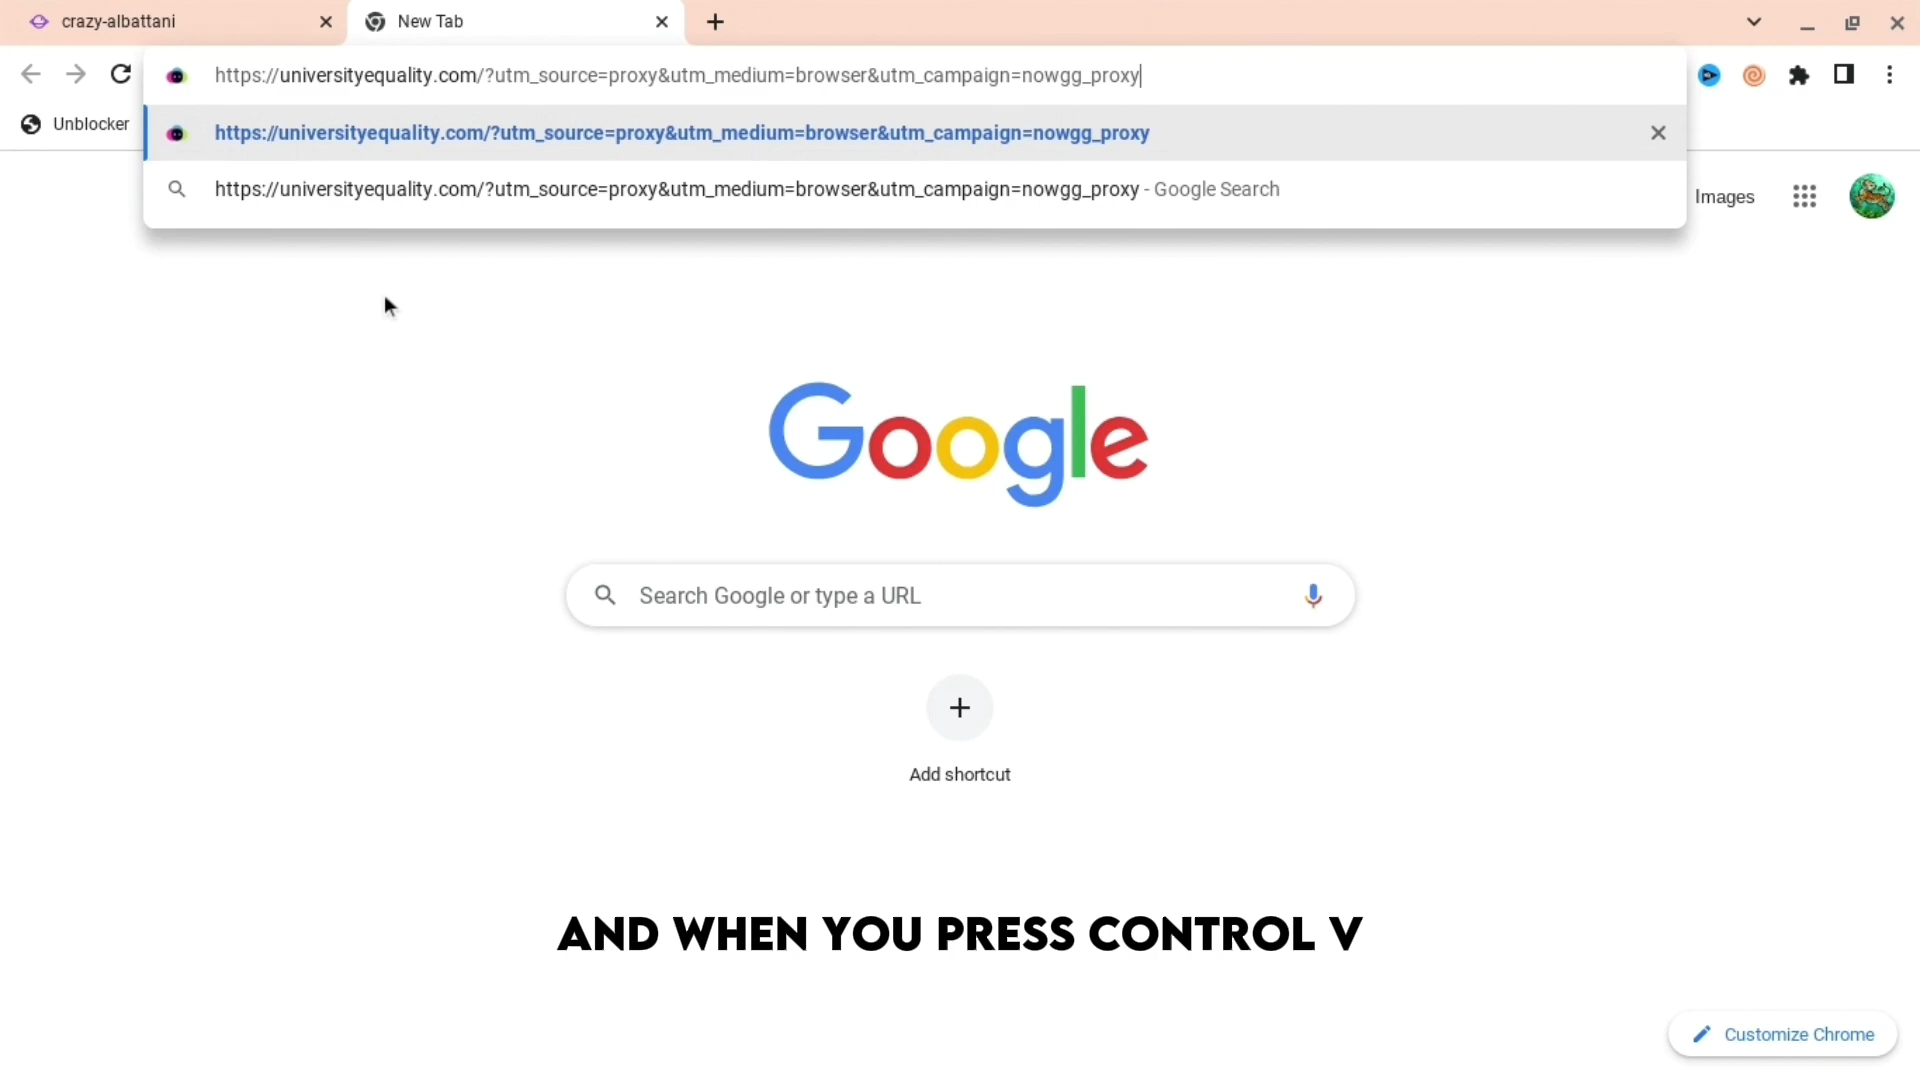 crazy-albattani
New Tab
https://universityequality.com/?utm_source=proxy&utm_medium=browser&utm_campaign=nowgg_proxy
Unblocker
https://universityequality.com/?utm_source=proxy&utm_medium=browser&utm_campaign=nowgg_proxy
https://universityequality.com/?utm_source=proxy&utm_medium=browser&utm_campaign=nowgg_proxy - Google Search
Images
Google
Search Google or type a URL
Add shortcut
AND WHEN YOU PRESS CONTROL V
Customize Chrome